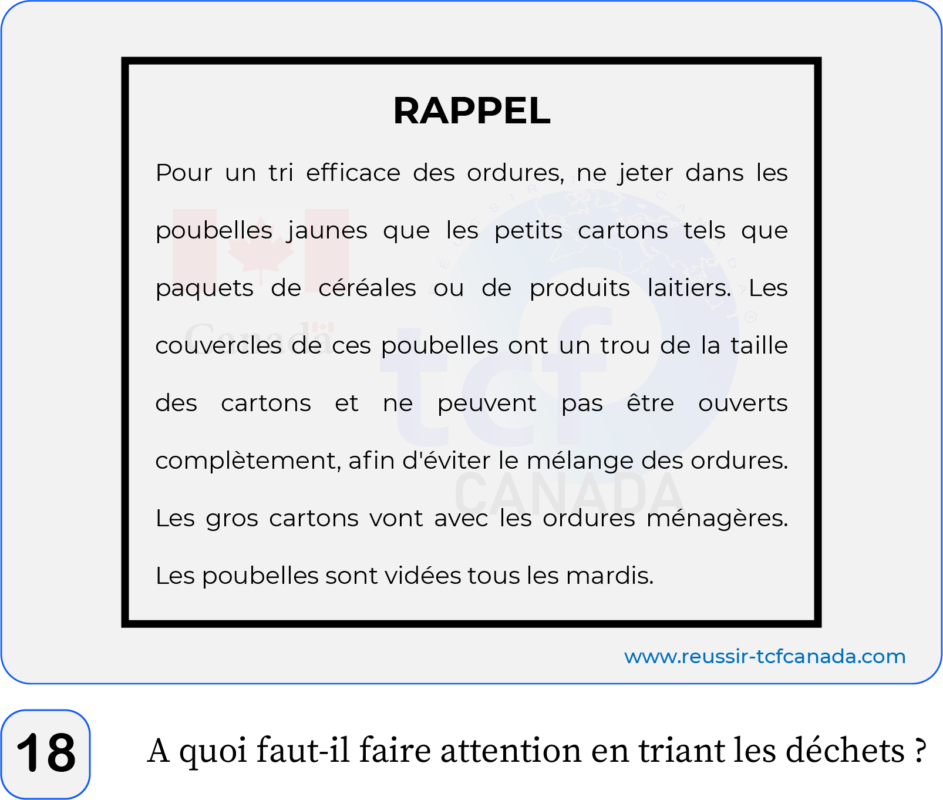 RAPPEL
Pour un tri efficace des ordures, ne jeter dans les
poubelles jaunes que les petits cartons tels que
paquets de céréales ou de produits laitiers. Les
couvercles de ces poubelles ont un trou de la taille
des cartons et ne peuvent pas être ouverts
complètement, afin d'éviter le mélange des ordures.
Les gros cartons vont avec les ordures ménagères.
Les poubelles sont vidées tous les mardis.
Canada
tcf
CANADA
www.reussir-tcfcanada.com
18 A quoi faut-il faire attention en triant les déchets ?